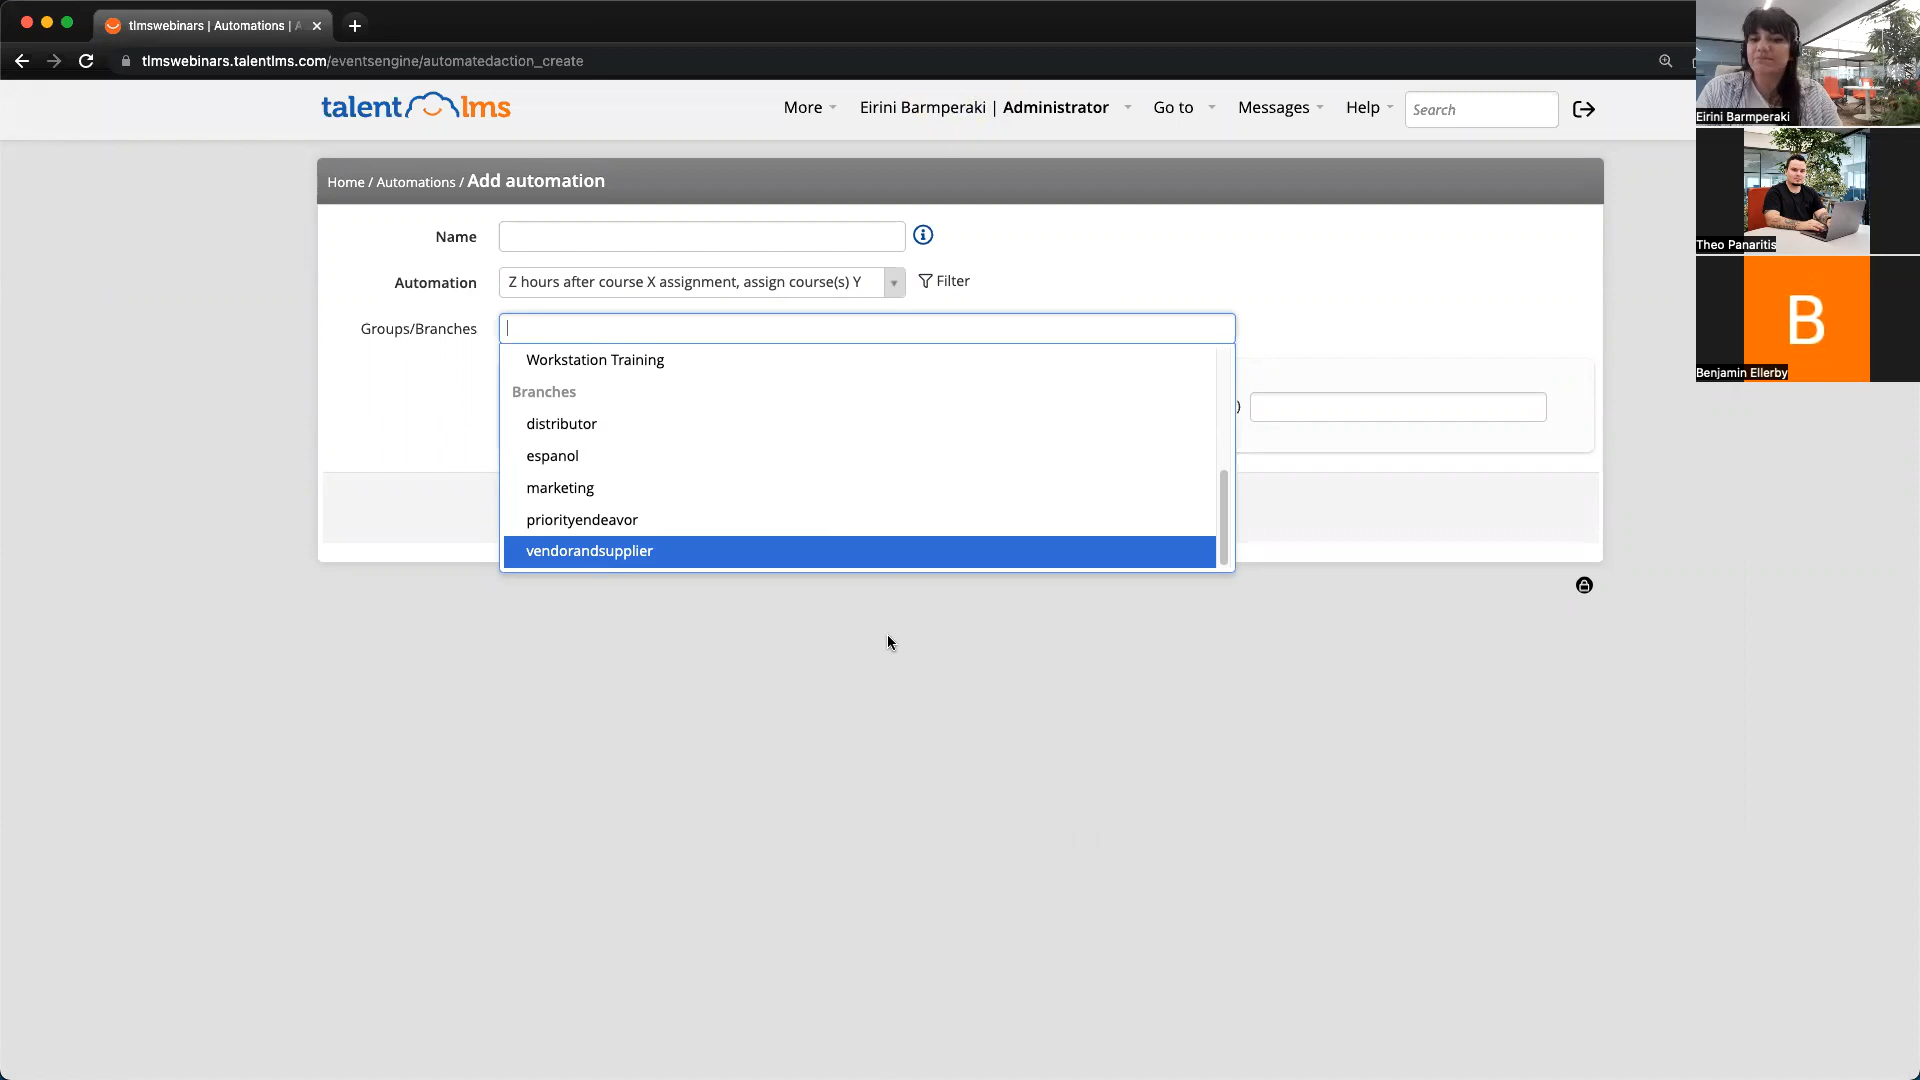 tlmswebinars | Automations | A
tlmswebinars.talentlms.com/eventsengine/automatedaction_create
talentlms
More
Eirini Barmperaki | Administrator
Go to
Messages
Help
Search
Eirini Barmperaki
Home / Automations / Add automation
Name
Theo Panaritis
Automation
Z hours after course X assignment, assign course(s) Y
Filter
Groups/Branches
B
Benjamin Ellerby
Workstation Training
Branches
)
distributor
espanol
marketing
priorityendeavor
vendorandsupplier